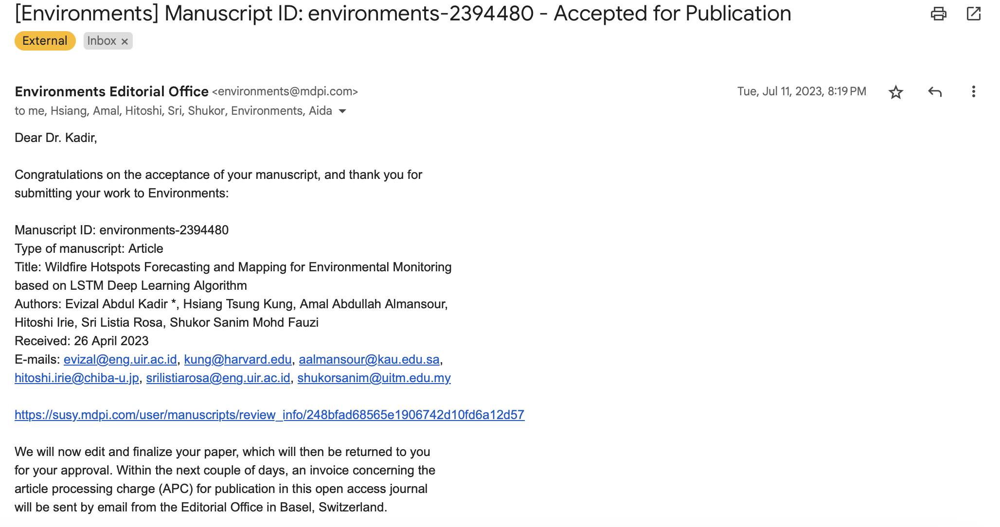 [Environments] Manuscript ID: environments-2394480 - Accepted for Publication
External Inbox ×
Environments Editorial Office <environments@mdpi.com> Tue, Jul 11, 2023, 8:19 PM
to me, Hsiang, Amal, Hitoshi, Sri, Shukor, Environments, Aida
Dear Dr. Kadir,
Congratulations on the acceptance of your manuscript, and thank you for
submitting your work to Environments:
Manuscript ID: environments-2394480
Type of manuscript: Article
Title: Wildfire Hotspots Forecasting and Mapping for Environmental Monitoring
based on LSTM Deep Learning Algorithm
Authors: Evizal Abdul Kadir *, Hsiang Tsung Kung, Amal Abdullah Almansour,
Hitoshi Irie, Sri Listia Rosa, Shukor Sanim Mohd Fauzi
Received: 26 April 2023
E-mails: evizal@eng.uir.ac.id, kung@harvard.edu, aalmansour@kau.edu.sa,
hitoshi.irie@chiba-u.jp, srilistiarosa@eng.uir.ac.id, shukorsanim@uitm.edu.my
https://susy.mdpi.com/user/manuscripts/review_info/248bfad68565e1906742d10fd6a12d57
We will now edit and finalize your paper, which will then be returned to you
for your approval. Within the next couple of days, an invoice concerning the
article processing charge (APC) for publication in this open access journal
will be sent by email from the Editorial Office in Basel, Switzerland.